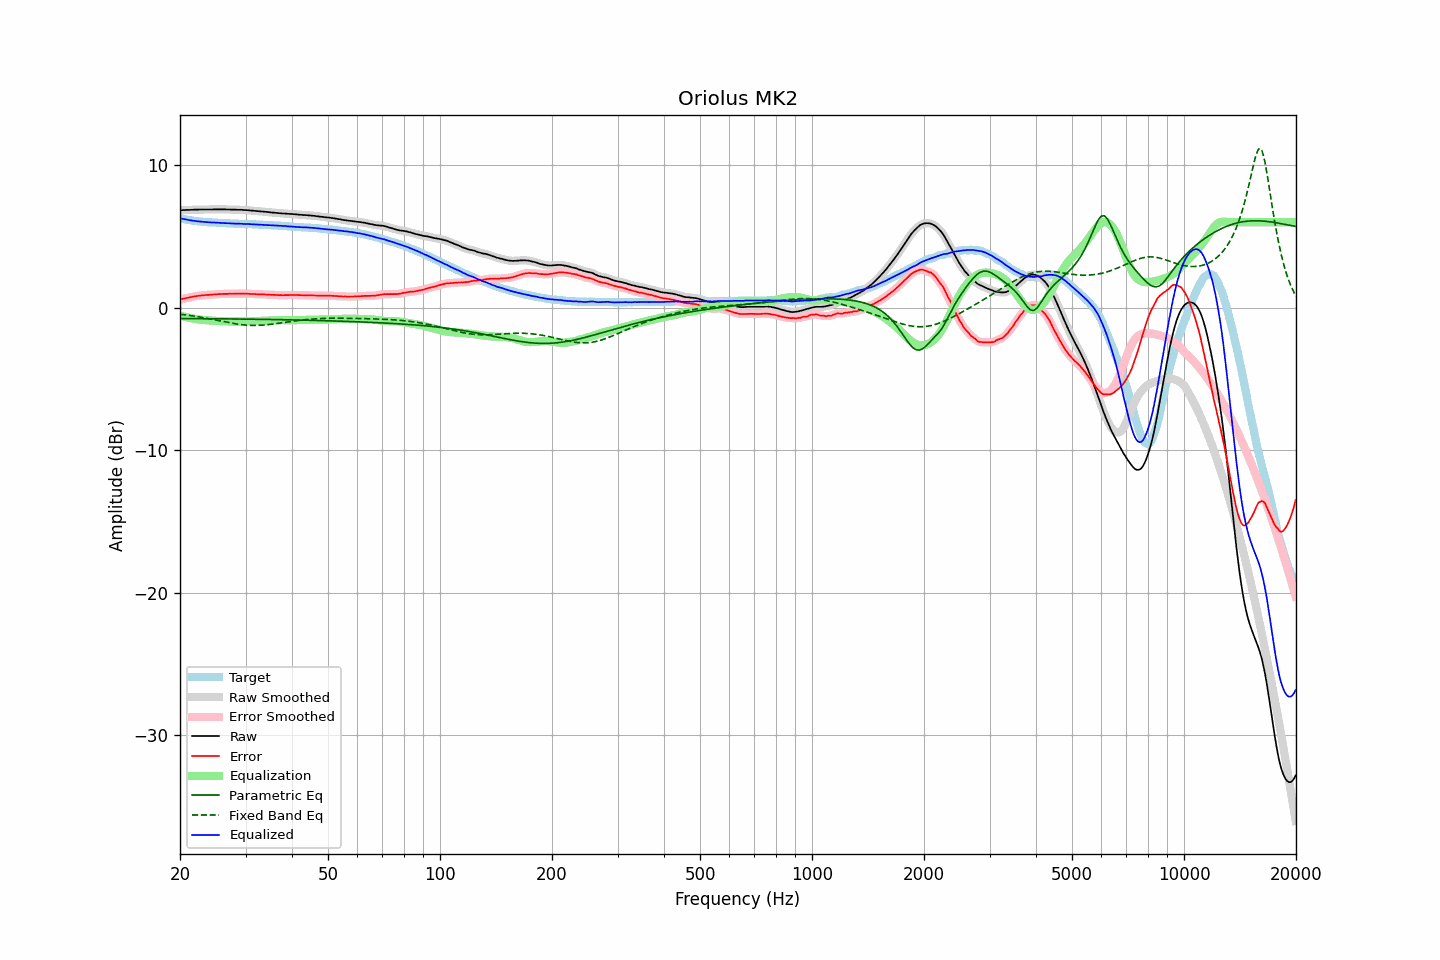 Oriolus MK2
Amplitude (dBr)
10
0
−10
−20
−30
Target
Raw Smoothed
Error Smoothed
Raw
Error
Equalization
Parametric Eq
Fixed Band Eq
Equalized
20 50 100 200 500 1000 2000 5000 10000 20000
Frequency (Hz)